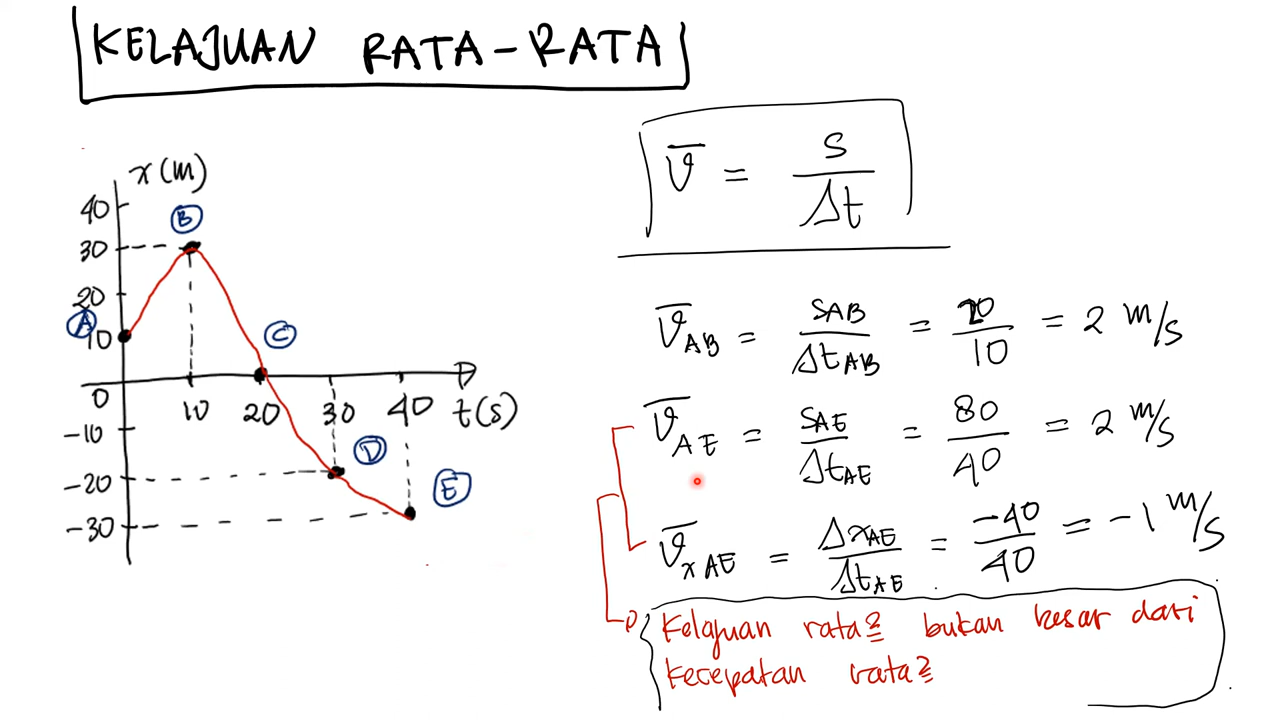 KELAJUAN RATA-RATA
x(m)
40
30
20
10
0
-10
-20
-30
10 20 30 40 t(s)
A
B
C
D
E
v̅ = s/Δt
v̅AB = sAB/ΔtAB = 20/10 = 2 m/s
v̅AE = sAE/ΔtAE = 80/40 = 2 m/s
v̅xAE = ΔxAE/ΔtAE = -40/40 = -1 m/s
Kelajuan rata2 bukan besar dari
kecepatan rata2